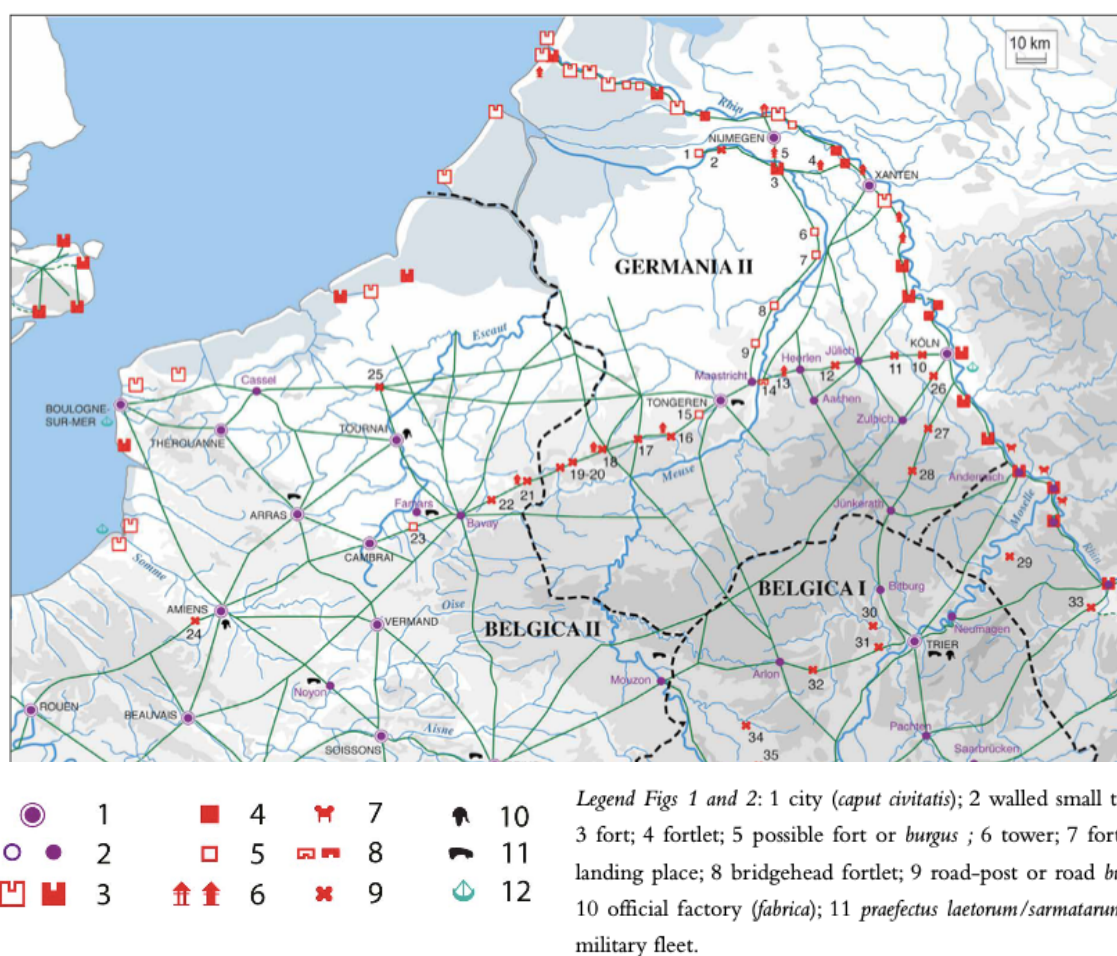 10 km
Rhin
NIJMEGEN
1
2
5
4
3
XANTEN
6
GERMANIA II
7
8
Escaut
9
Heerlen
Jülich
KÖLN
11
10
Maastricht
13
12
14
25
Cassel
26
BOULOGNE-
SUR-MER
Aachen
TONGEREN
15
Zulpich
THÉROUANNE
TOURNAI
16
27
17
18
19-20
Meuse
28
Andernach
21
22
Famars
Bavay
Jünkerath
Moselle
ARRAS
23
CAMBRAI
Rhin
Somme
29
BELGICA I
Bitburg
AMIENS
Oise
30
33
24
VERMAND
BELGICA II
Neumagen
31
TRIER
Mouzon
Arlon
32
Noyon
ROUEN
BEAUVAIS
Aisne
Pachten
34
SOISSONS
Saarbrücken
35
1
2
3
4
5
6
7
8
9
10
11
12
Legend Figs 1 and 2: 1 city (caput civitatis); 2 walled small t
3 fort; 4 fortlet; 5 possible fort or burgus ; 6 tower; 7 fort
landing place; 8 bridgehead fortlet; 9 road-post or road bu
10 official factory (fabrica); 11 praefectus laetorum/sarmatarum
military fleet.